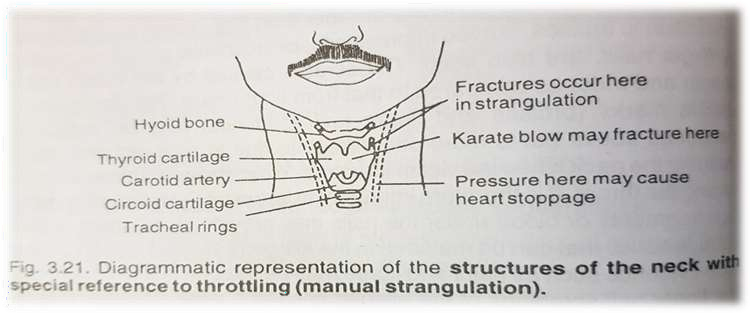 Hyoid bone
Thyroid cartilage
Carotid artery
Circoid cartilage
Tracheal rings
Fractures occur here
in strangulation
Karate blow may fracture here
Pressure here may cause
heart stoppage
Fig. 3.21. Diagrammatic representation of the structures of the neck with
special reference to throttling (manual strangulation).